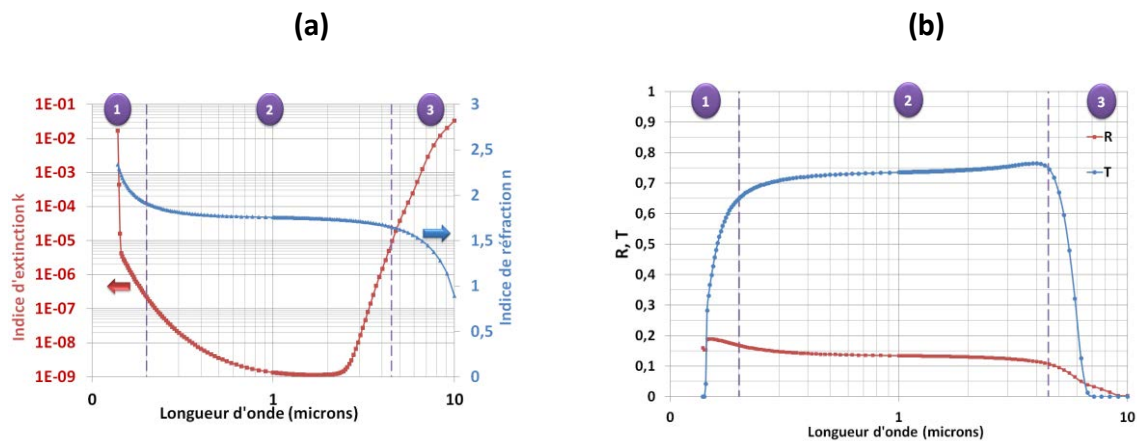 (a)
(b)
1
2
3
1E-01
1E-02
1E-03
1E-04
1E-05
1E-06
1E-07
1E-08
1E-09
Indice d'extinction k
3
2,5
2
1,5
1
0,5
0
Indice de réfraction n
0
1
10
Longueur d'onde (microns)
1
2
3
1
0,9
0,8
0,7
0,6
0,5
0,4
0,3
0,2
0,1
0
R, T
R
T
0
1
10
Longueur d'onde (microns)